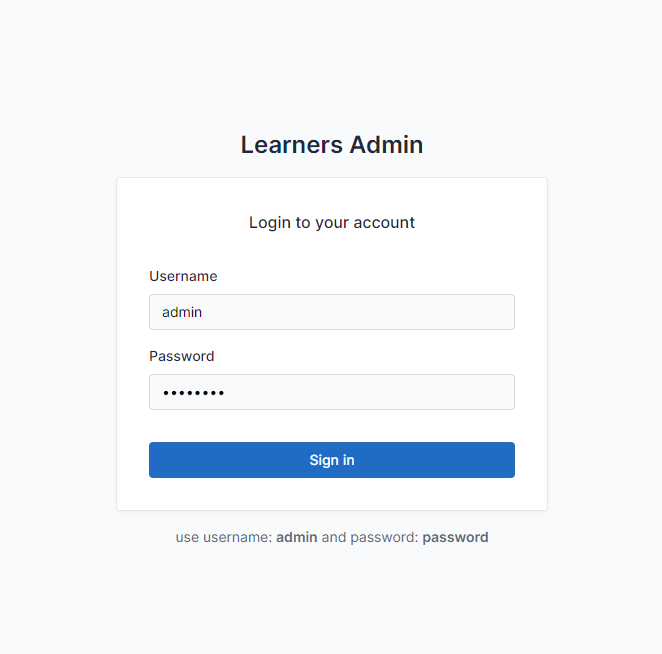 Learners Admin
Login to your account
Username
admin
Password
••••••••
Sign in
use username: admin and password: password